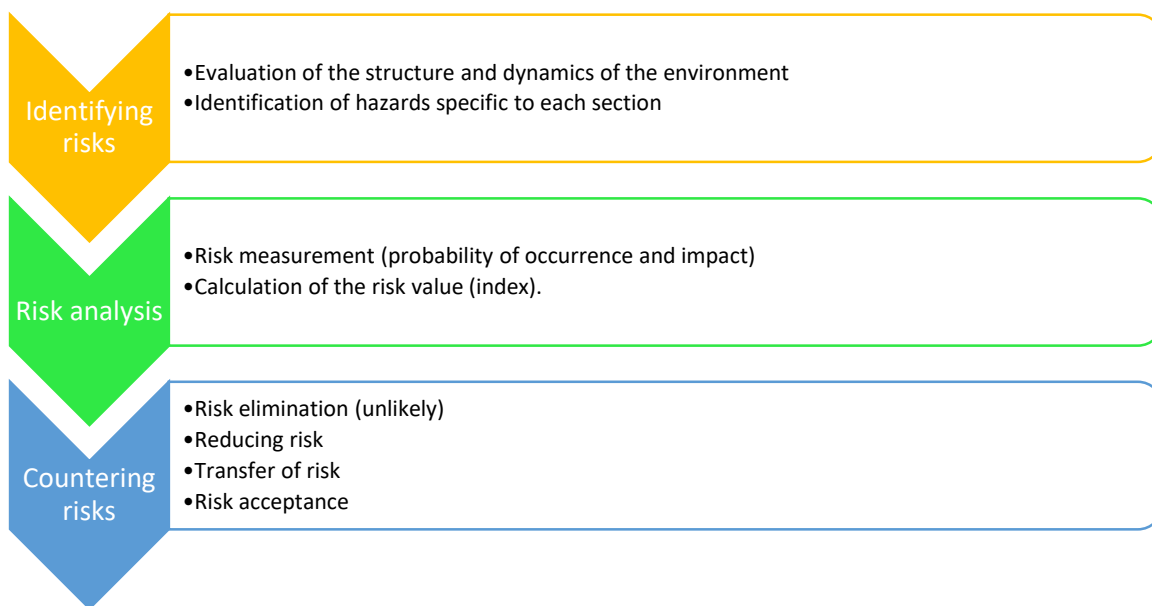 Identifying
risks
•Evaluation of the structure and dynamics of the environment
•Identification of hazards specific to each section
Risk analysis
•Risk measurement (probability of occurrence and impact)
•Calculation of the risk value (index).
Countering
risks
•Risk elimination (unlikely)
•Reducing risk
•Transfer of risk
•Risk acceptance